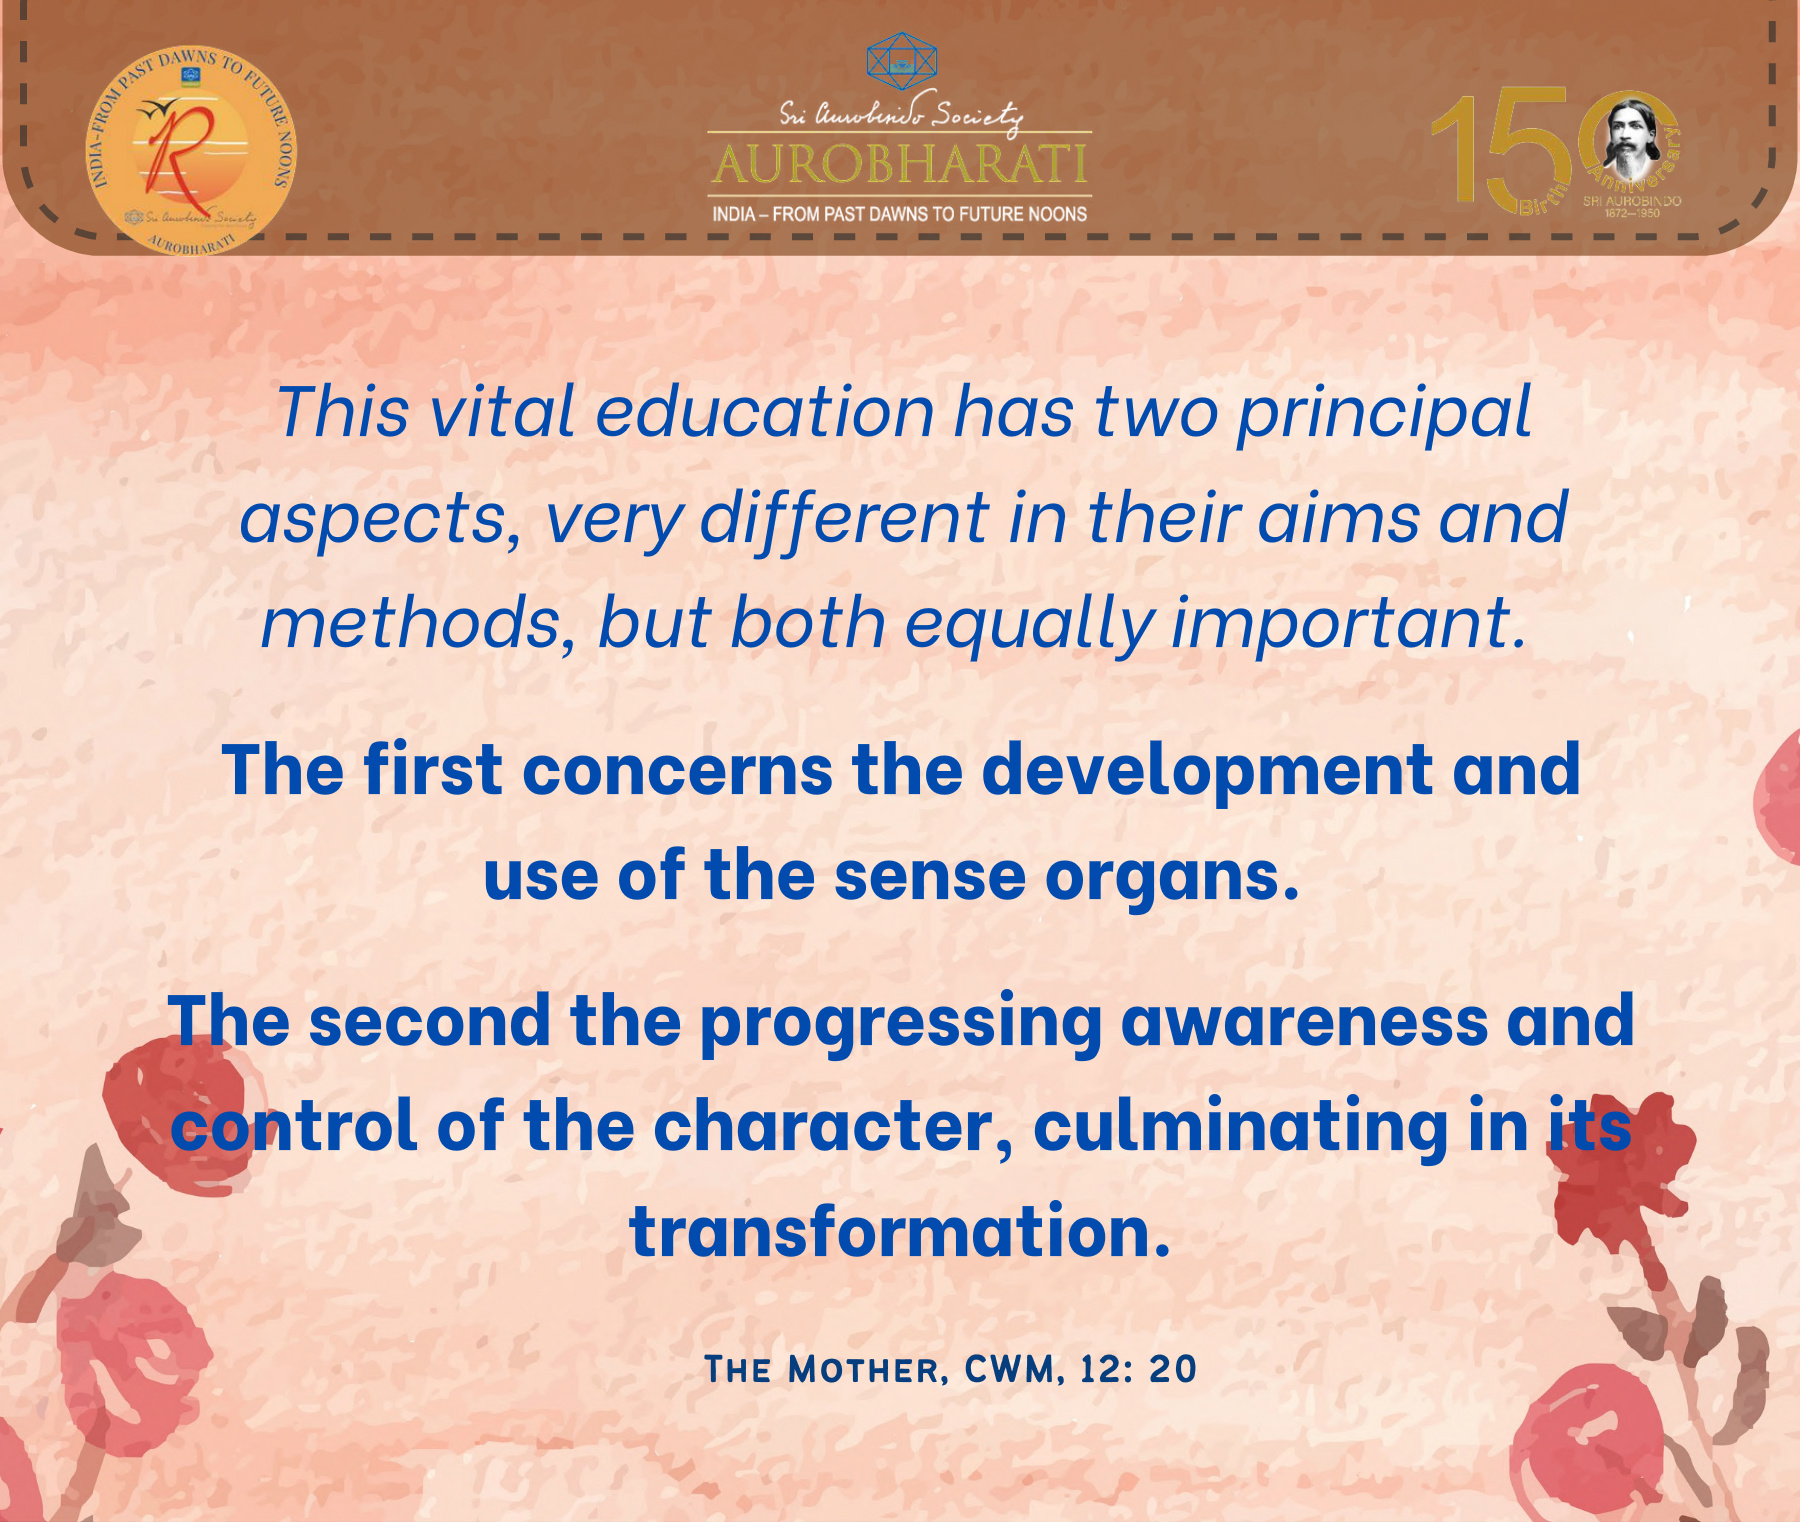 INDIA-FROM PAST DAWNS TO FUTURE NOONS
R
Sri Aurobindo Society
AUROBHARATI
Sri Aurobindo Society
AUROBHARATI
INDIA – FROM PAST DAWNS TO FUTURE NOONS
150
Birth Anniversary
SRI AUROBINDO
1872–1950
This vital education has two principal
aspects, very different in their aims and
methods, but both equally important.
The first concerns the development and
use of the sense organs.
The second the progressing awareness and
control of the character, culminating in its
transformation.
The Mother, CWM, 12: 20